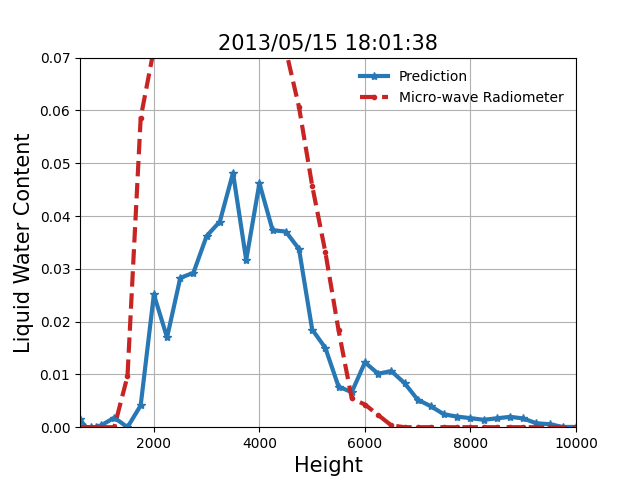 2013/05/15 18:01:38
0.07
0.06
0.05
0.04
0.03
0.02
0.01
0.00
Liquid Water Content
Prediction
Micro-wave Radiometer
2000 4000 6000 8000 10000
Height